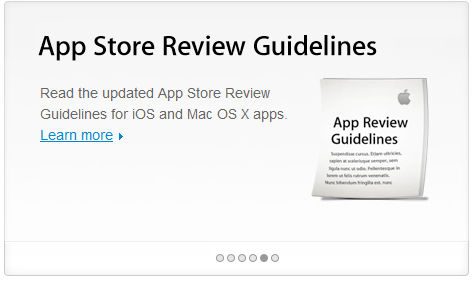 App Store Review Guidelines
Read the updated App Store Review
Guidelines for iOS and Mac OS X apps.
Learn more
App Review
Guidelines
Suspendisse cursus. Etiam ultricies,
sapien at scelerisque semper, sem
ligula nunc ut odio. Pellentesque in
lorem ut felis rutrum venenatis.
Nunc bibendum fringilla est. nunc